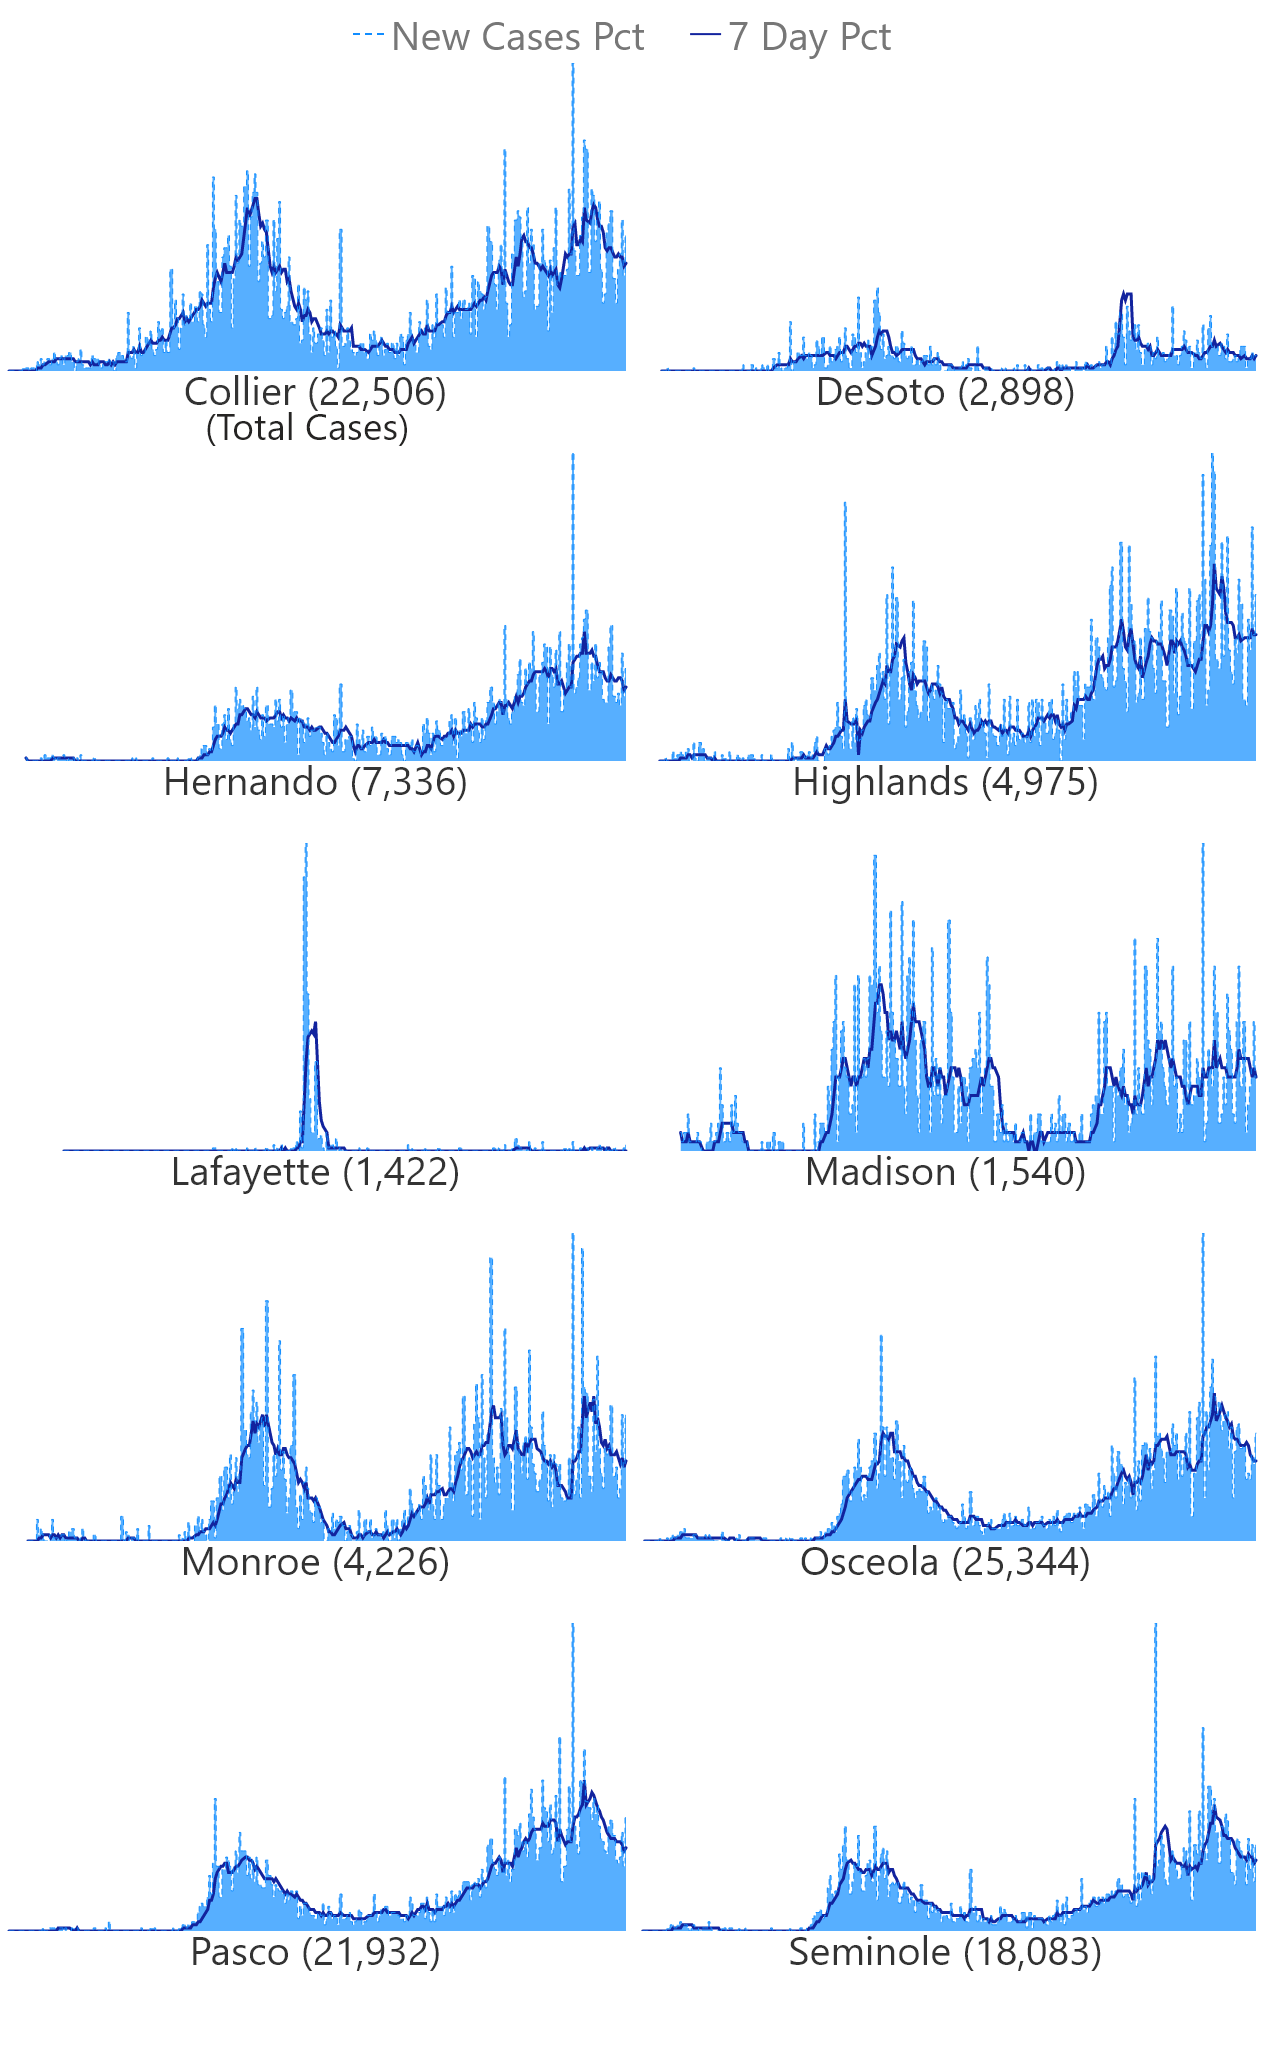 New Cases Pct 7 Day Pct
Collier (22,506) DeSoto (2,898)
(Total Cases)
Hernando (7,336) Highlands (4,975)
Lafayette (1,422) Madison (1,540)
Monroe (4,226) Osceola (25,344)
Pasco (21,932) Seminole (18,083)